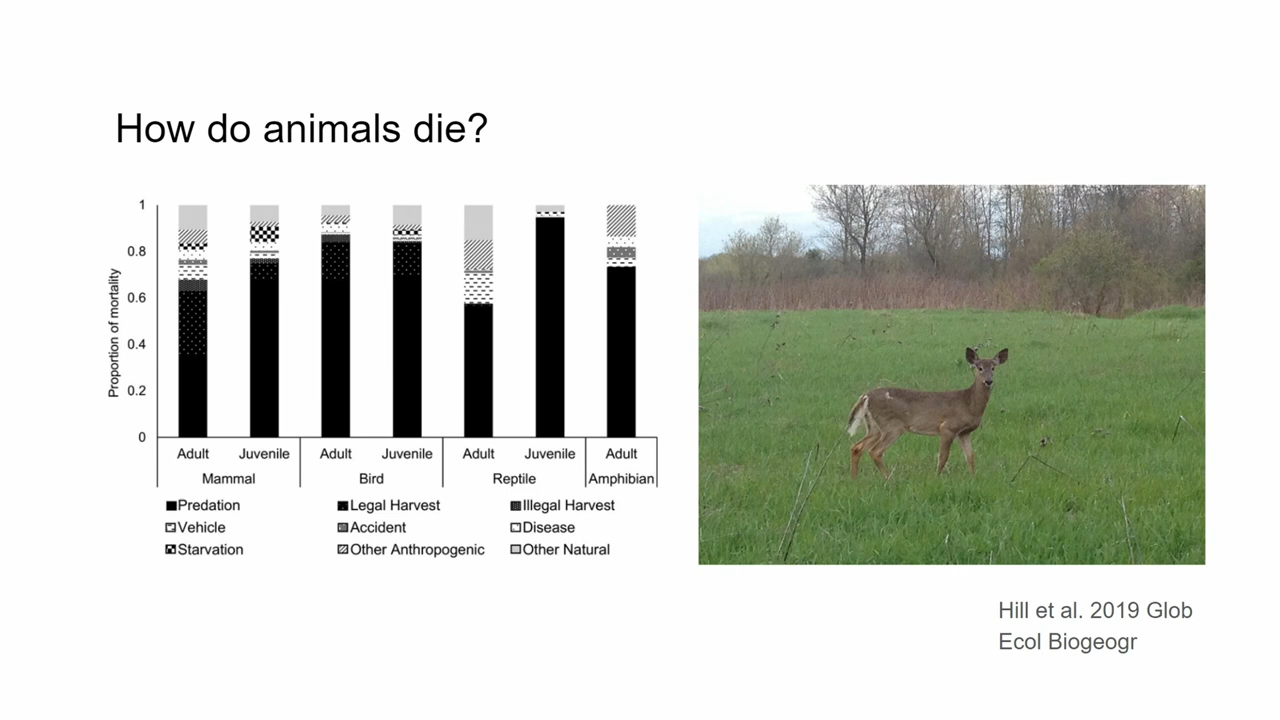 How do animals die?
Proportion of mortality
1
0.8
0.6
0.4
0.2
0
Adult Juvenile Adult Juvenile Adult Juvenile Adult
Mammal Bird Reptile Amphibian
Predation Legal Harvest Illegal Harvest
Vehicle Accident Disease
Starvation Other Anthropogenic Other Natural
Hill et al. 2019 Glob
Ecol Biogeogr